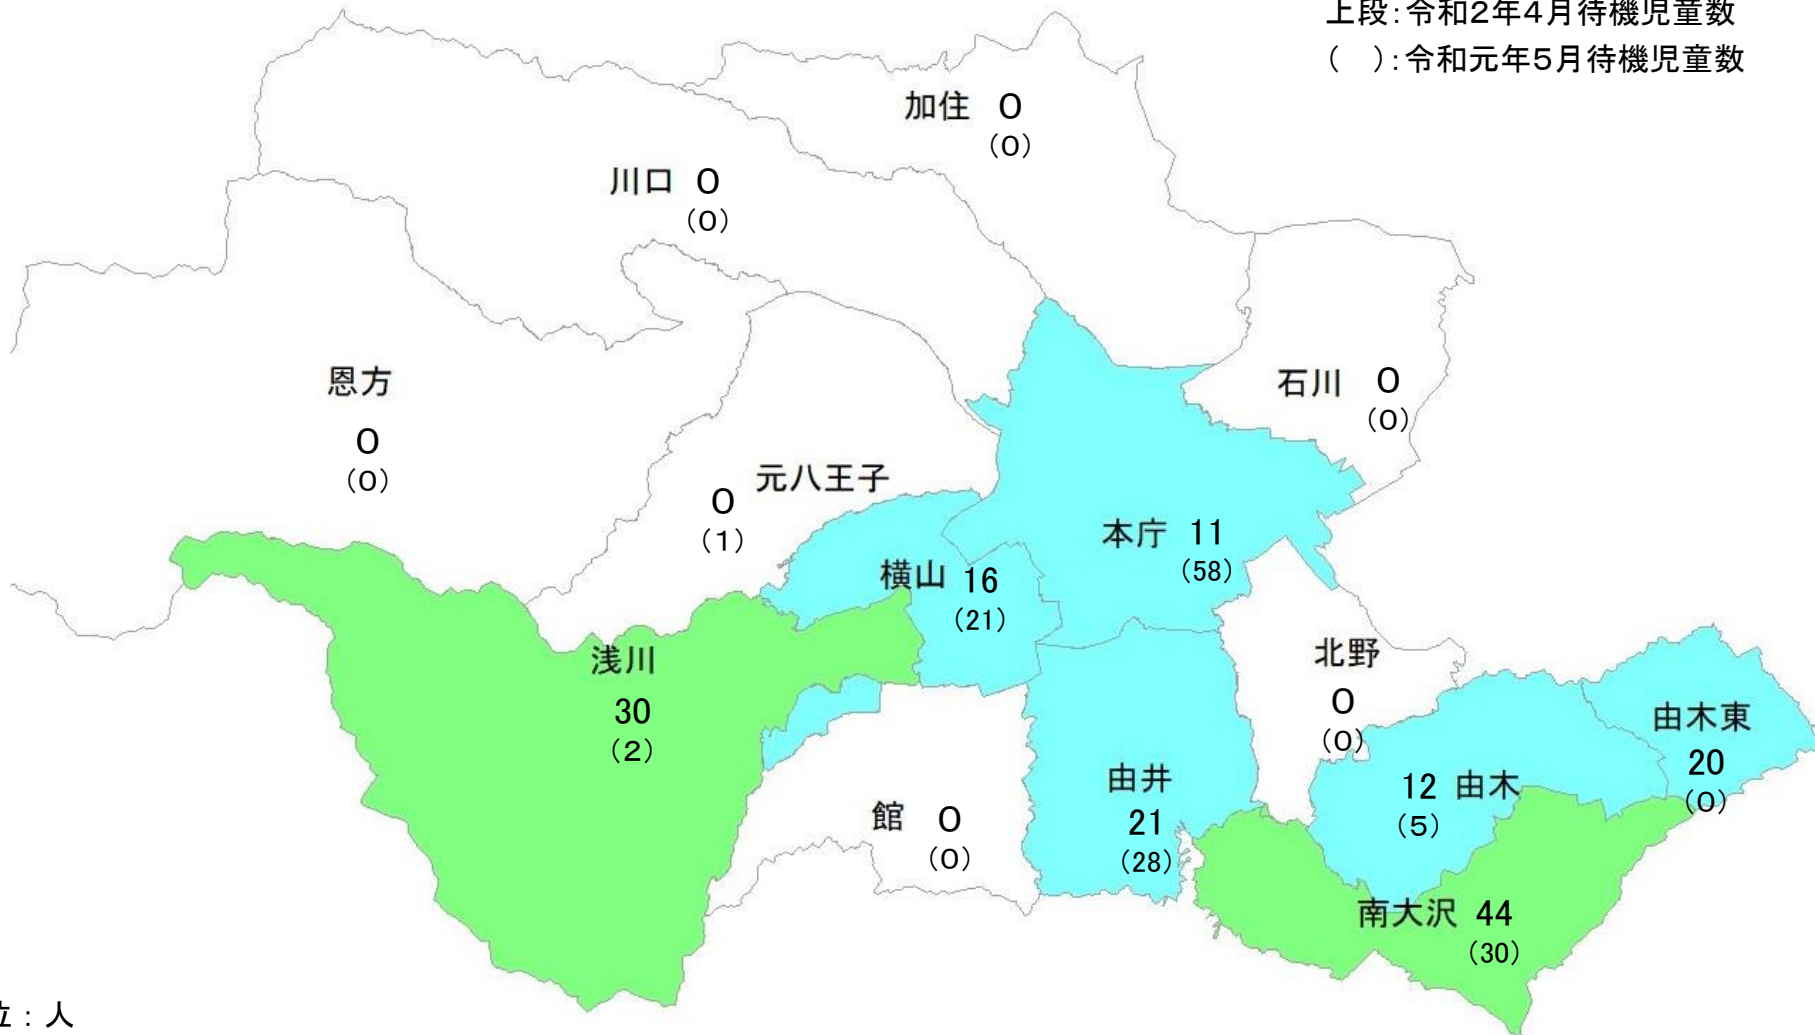 上段：令和2年4月待機児童数
(　)：令和元年5月待機児童数
加住 0
(0)
川口 0
(0)
恩方
0
(0)
石川 0
(0)
元八王子
0
(1)
本庁 11
(58)
横山 16
(21)
浅川
30
(2)
北野
0
(0)
由木東
20
(0)
由井
21
(28)
12 由木
(5)
館 0
(0)
南大沢 44
(30)
位：人